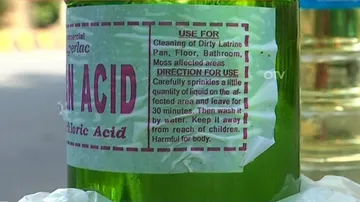 USE FOR
Cleaning of Dirty Latrine
Pan, Floor, Bathroom,
Moss affected areas
DIRECTION FOR USE
Carefully sprinkles a little
quantity of liquid on the af-
fected area and leave for
30 minutes. Then wash it
by water. Keep it away
from reach of children.
Harmful for body.
ACID
Acid
OTV